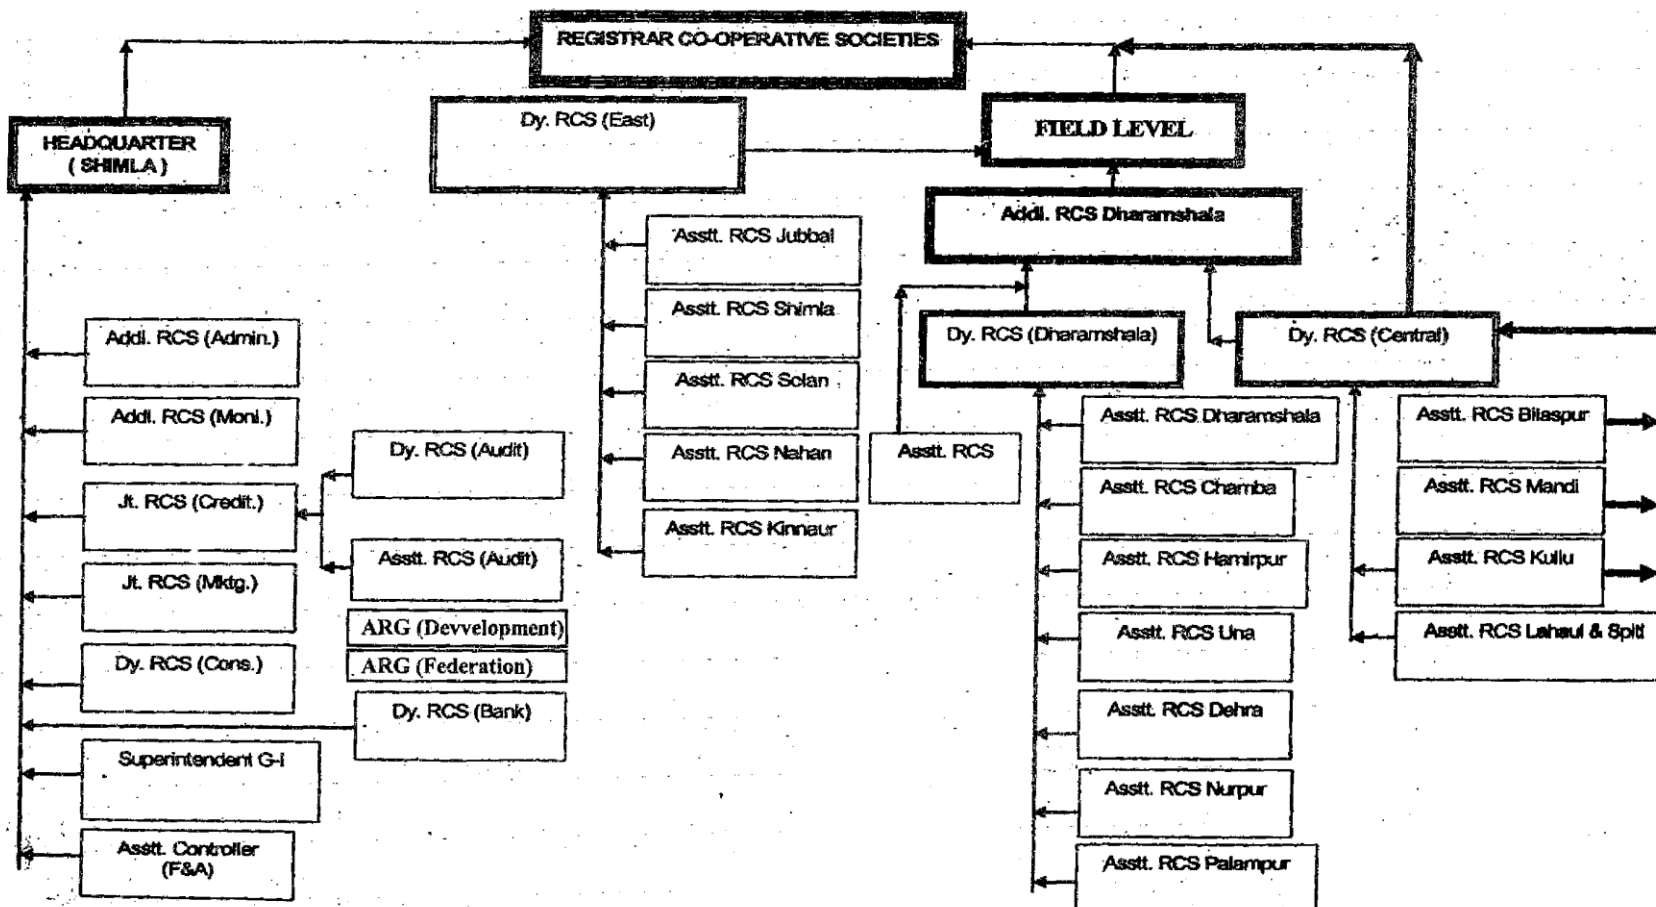 REGISTRAR CO-OPERATIVE SOCIETIES
HEADQUARTER
( SHIMLA )
Dy. RCS (East)
FIELD LEVEL
Addl. RCS Dharamshala
Addl. RCS (Admin.)
Addl. RCS (Moni.)
Jt. RCS (Credit.)
Jt. RCS (Mktg.)
Dy. RCS (Cons.)
Superintendent G-I
Asstt. Controller
(F&A)
Dy. RCS (Audit)
Asstt. RCS (Audit)
ARG (Devvelopment)
ARG (Federation)
Dy. RCS (Bank)
Asstt. RCS Jubbal
Asstt. RCS Shimla
Asstt. RCS Solan
Asstt. RCS Nahan
Asstt. RCS Kinnaur
Asstt. RCS
Dy. RCS (Dharamshala)
Asstt. RCS Dharamshala
Asstt. RCS Chamba
Asstt. RCS Hamirpur
Asstt. RCS Una
Asstt. RCS Dehra
Asstt. RCS Nurpur
Asstt. RCS Palampur
Dy. RCS (Central)
Asstt. RCS Bilaspur
Asstt. RCS Mandi
Asstt. RCS Kullu
Asstt. RCS Lahaul & Spiti